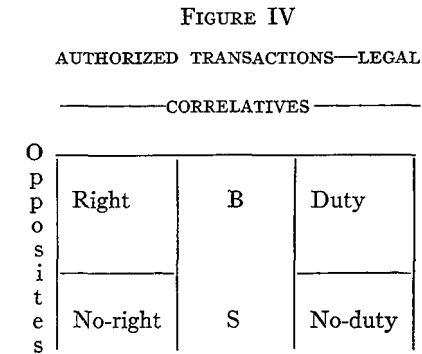 FIGURE IV
AUTHORIZED TRANSACTIONS—LEGAL
CORRELATIVES
Opposites
Right B Duty
No-right S No-duty